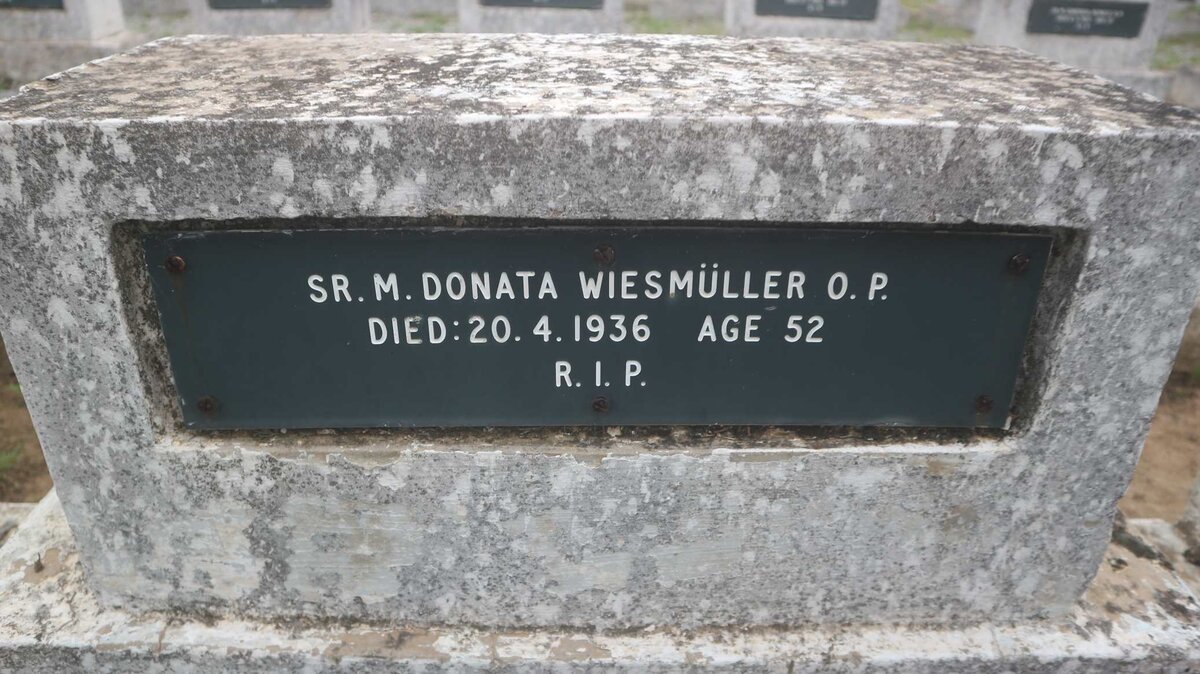 SR. M. DONATA WIESMÜLLER O. P.
DIED: 20. 4. 1936 AGE 52
R. I. P.